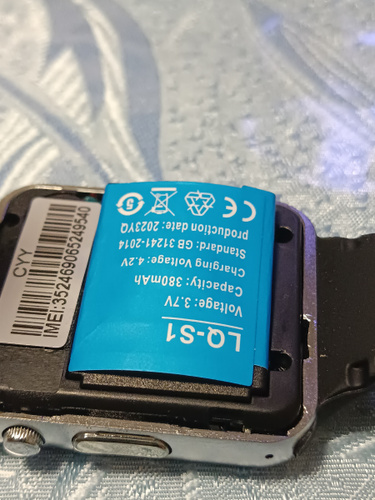 LQ-S1
Voltage: 3.7V
Capacity: 380mAh
Charging Voltage: 4.2V
Standard: GB 31241-2014
production date: 2023YQ
CE
5
CYY
IMEI:352469065249540